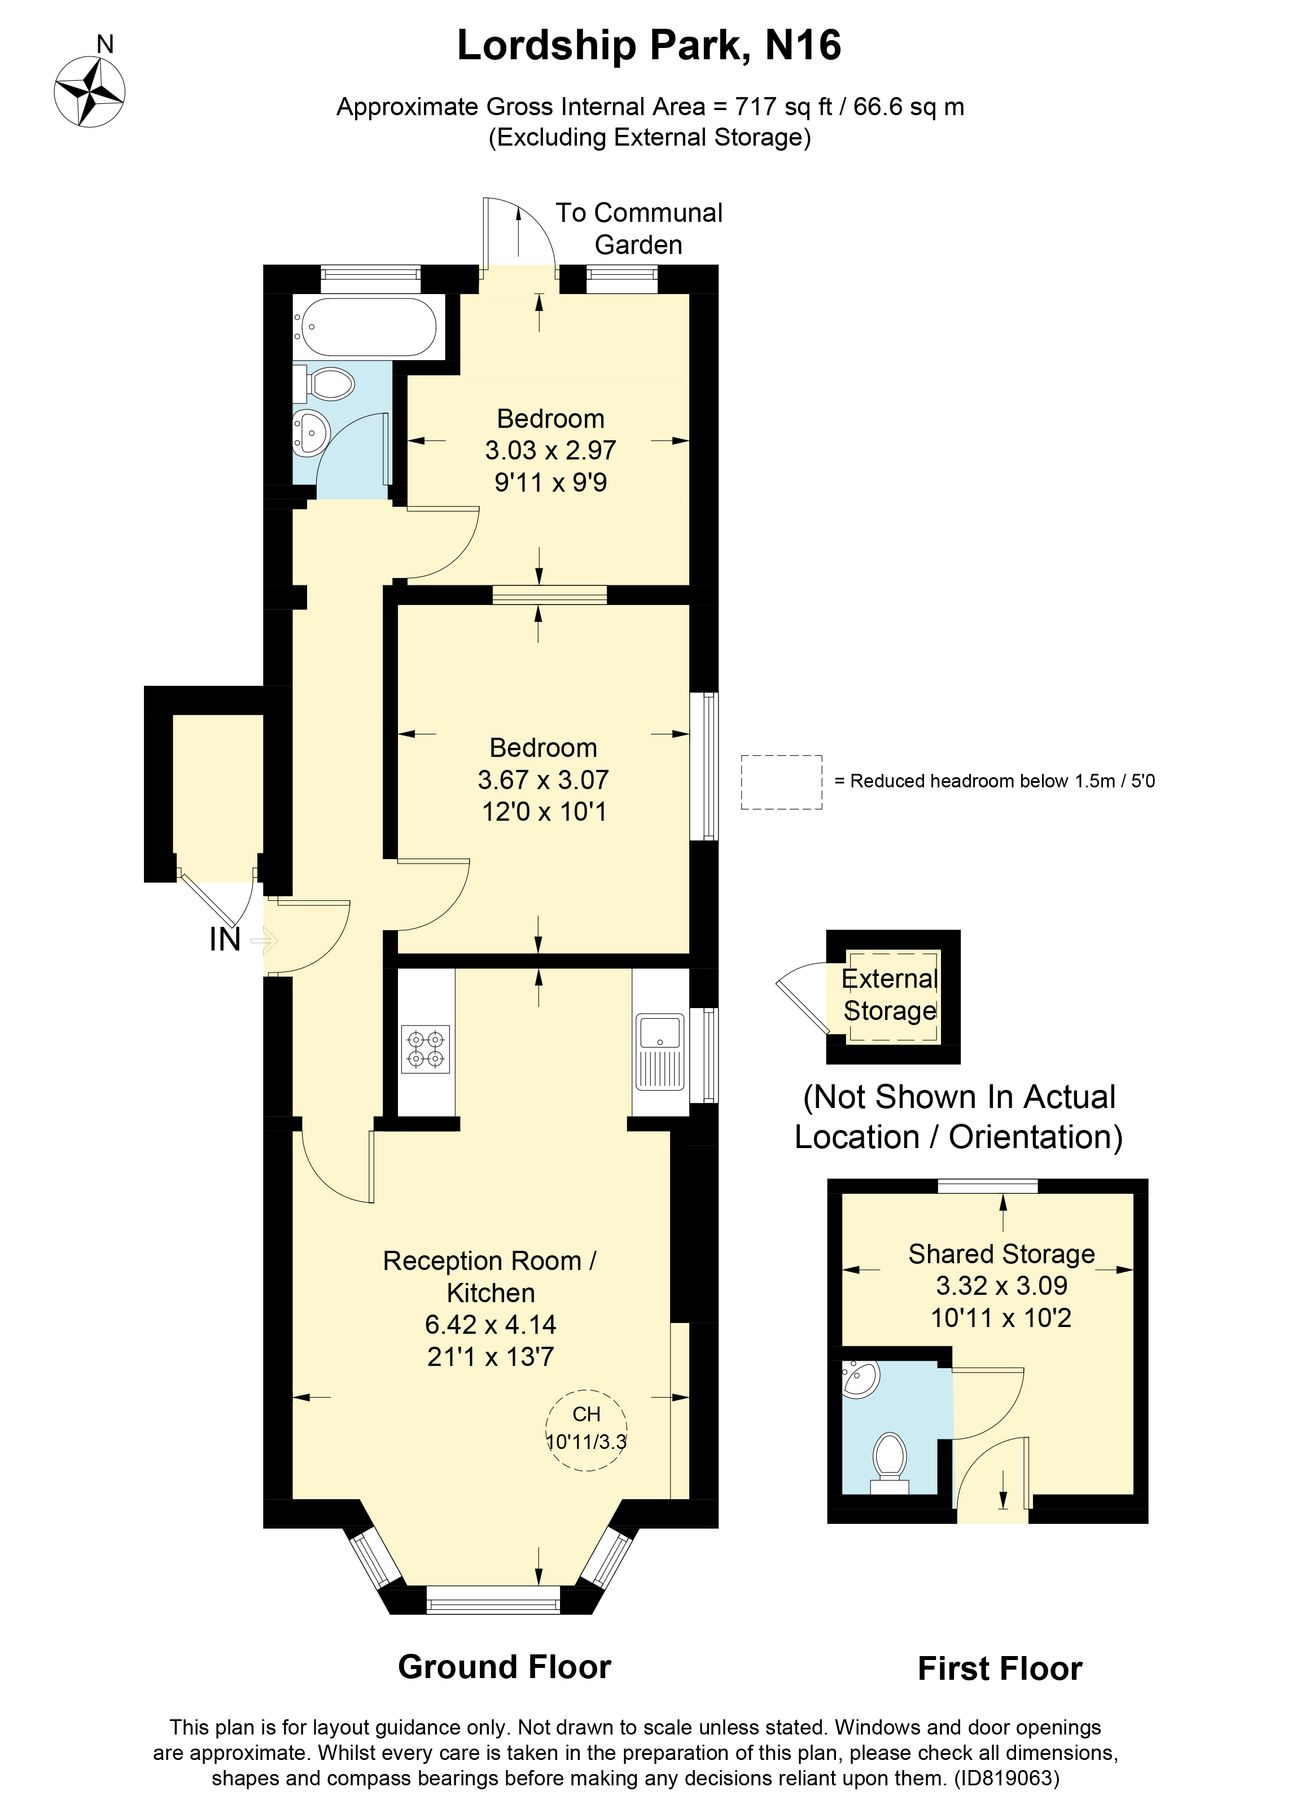 N
Lordship Park, N16
Approximate Gross Internal Area = 717 sq ft / 66.6 sq m
(Excluding External Storage)
To Communal
Garden
Bedroom
3.03 x 2.97
9'11 x 9'9
Bedroom
3.67 x 3.07
12'0 x 10'1
= Reduced headroom below 1.5m / 5'0
IN
External
Storage
(Not Shown In Actual
Location / Orientation)
Reception Room /
Kitchen
6.42 x 4.14
21'1 x 13'7
CH
10'11/3.3
Shared Storage
3.32 x 3.09
10'11 x 10'2
Ground Floor
First Floor
This plan is for layout guidance only. Not drawn to scale unless stated. Windows and door openings
are approximate. Whilst every care is taken in the preparation of this plan, please check all dimensions,
shapes and compass bearings before making any decisions reliant upon them. (ID819063)